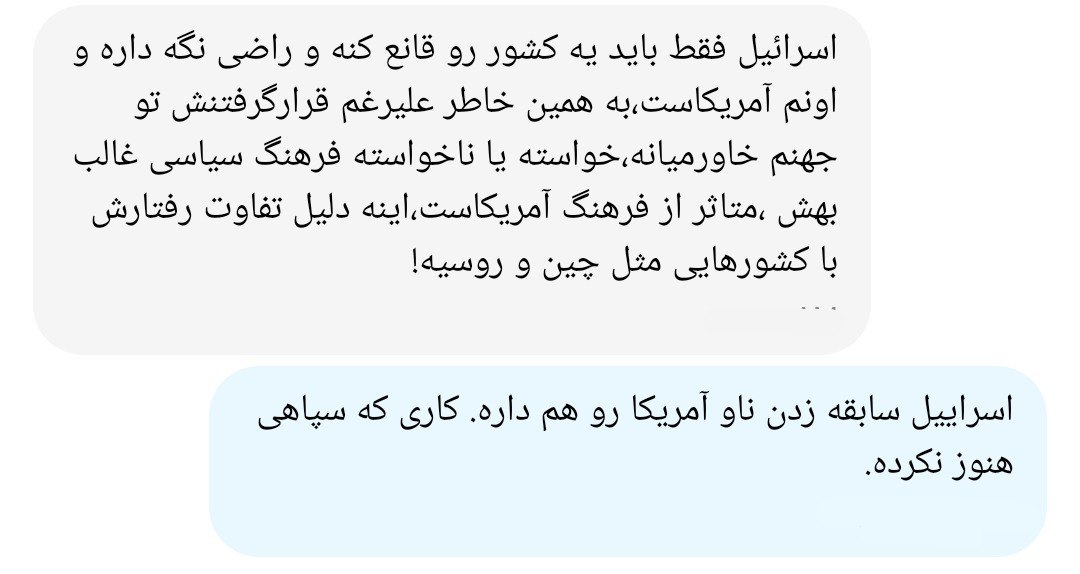 اسرائیل فقط باید یه کشور رو قانع کنه و راضی نگه داره و
اونم آمریکاست،به همین خاطر علیرغم قرارگرفتنش تو
جهنم خاورمیانه،خواسته یا ناخواسته فرهنگ سیاسی غالب
بهش ،متاثر از فرهنگ آمریکاست،اینه دلیل تفاوت رفتارش
با کشورهایی مثل چین و روسیه!
اسراییل سابقه زدن ناو آمریکا رو هم داره. کاری که سپاهی
هنوز نکرده.